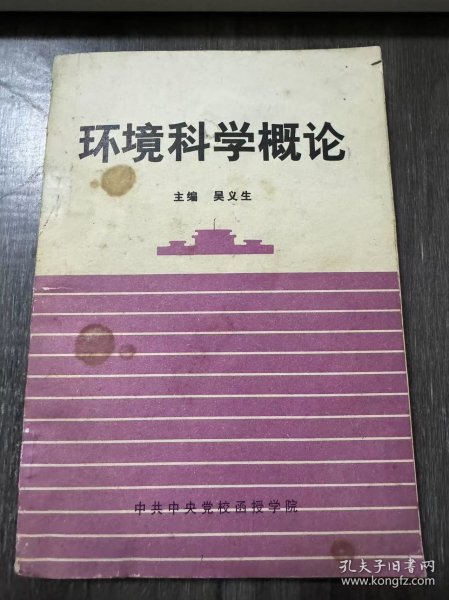 环境科学概论
主编 吴义生
中共中央党校函授学院
孔夫子旧书网
www.kongfz.com